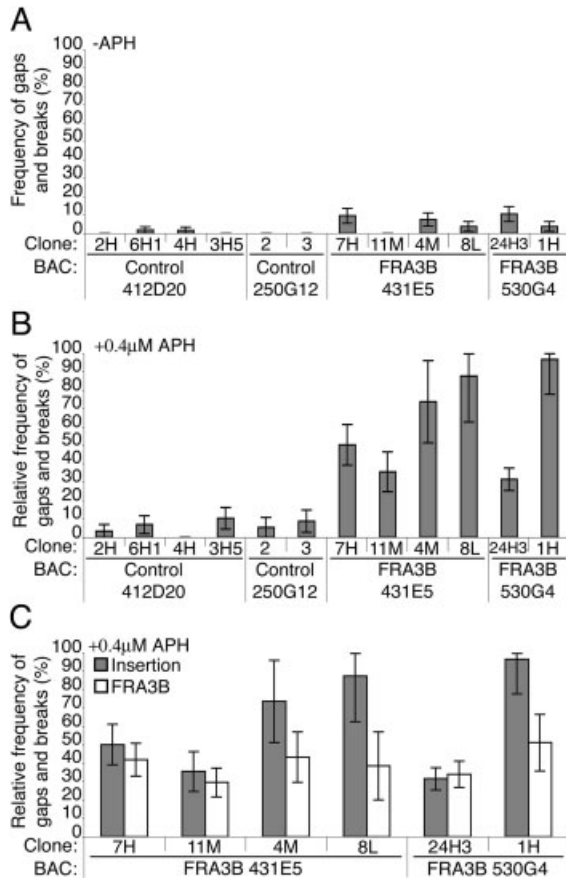 A
-APH
Frequency of gaps
and breaks (%)
100
90
80
70
60
50
40
30
20
10
0
Clone: 2H 6H1 4H 3H5 2 3 7H 11M 4M 8L 24H3 1H
BAC: Control Control FRA3B FRA3B
412D20 250G12 431E5 530G4
B
+0.4μM APH
Relative frequency of
gaps and breaks (%)
100
90
80
70
60
50
40
30
20
10
0
Clone: 2H 6H1 4H 3H5 2 3 7H 11M 4M 8L 24H3 1H
BAC: Control Control FRA3B FRA3B
412D20 250G12 431E5 530G4
C
+0.4μM APH
Insertion
FRA3B
Relative frequency of
gaps and breaks (%)
100
90
80
70
60
50
40
30
20
10
0
Clone: 7H 11M 4M 8L 24H3 1H
BAC: FRA3B 431E5 FRA3B 530G4